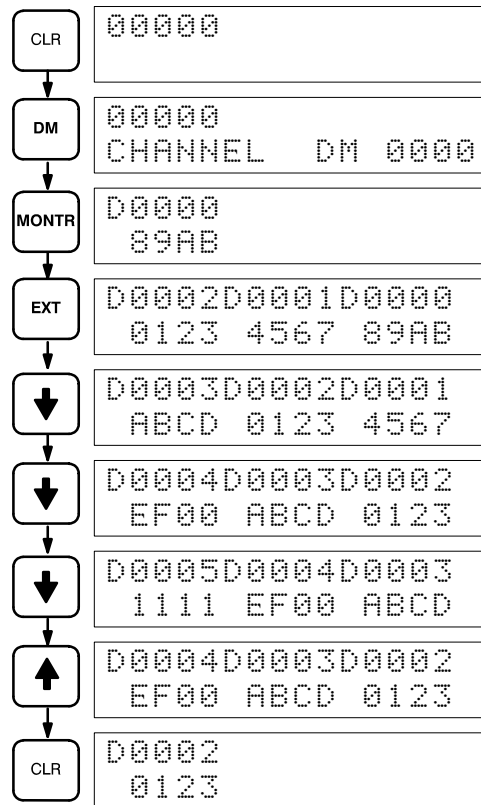 CLR
00000
DM
00000
CHANNEL DM 0000
MONTR
D0000
89AB
EXT
D0002D0001D0000
0123 4567 89AB
D0003D0002D0001
ABCD 0123 4567
D0004D0003D0002
EF00 ABCD 0123
D0005D0004D0003
1111 EF00 ABCD
D0004D0003D0002
EF00 ABCD 0123
CLR
D0002
0123